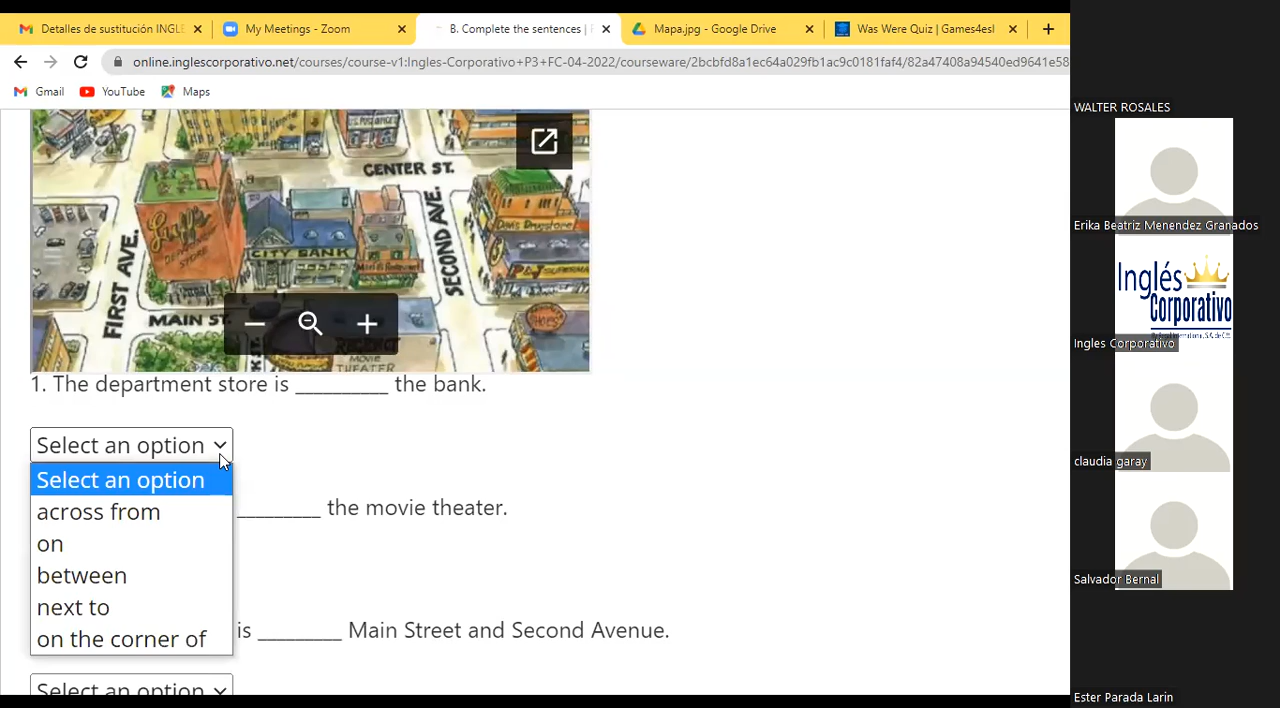 Detalles de sustitución INGLE
My Meetings - Zoom
B. Complete the sentences | F
Mapa.jpg - Google Drive
Was Were Quiz | Games4esl
online.inglescorporativo.net/courses/course-v1:Ingles-Corporativo+P3+FC-04-2022/courseware/2bcbfd8a1ec64a029fb1ac9c0181faf4/82a47408a94540ed9641e58
Gmail
YouTube
Maps
CENTER ST.
SECOND AVE.
FIRST AVE.
CITY BANK
MAIN ST.
SHOES
REGENCY
MOVIE
THEATER
1. The department store is __________ the bank.
Select an option
Select an option
across from
on
between
next to
on the corner of
_________ the movie theater.
is _________ Main Street and Second Avenue.
Select an option
WALTER ROSALES
Erika Beatriz Menendez Granados
Inglés
Corporativo
Ingles Corporativo
claudia garay
Salvador Bernal
Ester Parada Larin